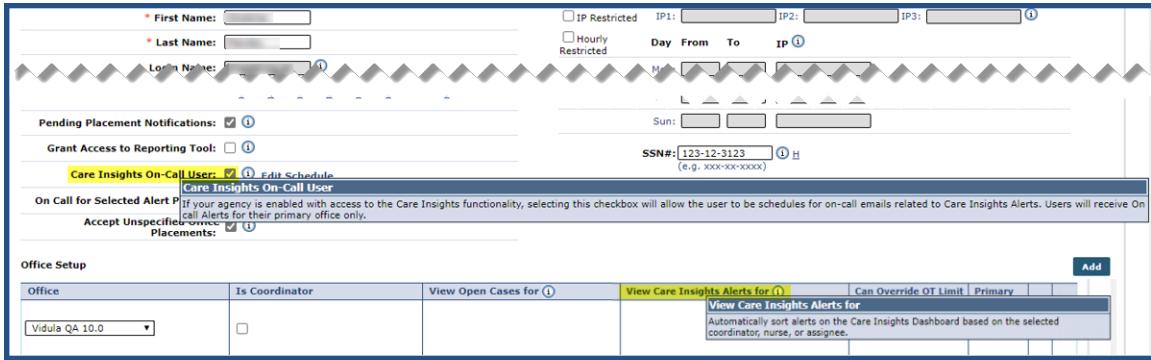 * First Name:
IP Restricted IP1: IP2: IP3:
* Last Name:
Hourly Restricted Day From To IP
Login Name:
Pending Placement Notifications:
Sun:
Grant Access to Reporting Tool:
SSN#: 123-12-3123 H
(e.g. xxx-xx-xxxx)
Care Insights On-Call User: Edit Schedule
Care Insights On-Call User
On Call for Selected Alert P
If your agency is enabled with access to the Care Insights functionality, selecting this checkbox will allow the user to be schedules for on-call emails related to Care Insights Alerts. Users will receive On
call Alerts for their primary office only.
Accept Unspecified Office
Placements:
Office Setup
Add
Office Is Coordinator View Open Cases for View Care Insights Alerts for Can Override OT Limit Primary
View Care Insights Alerts for
Automatically sort alerts on the Care Insights Dashboard based on the selected
coordinator, nurse, or assignee.
Vidula QA 10.0